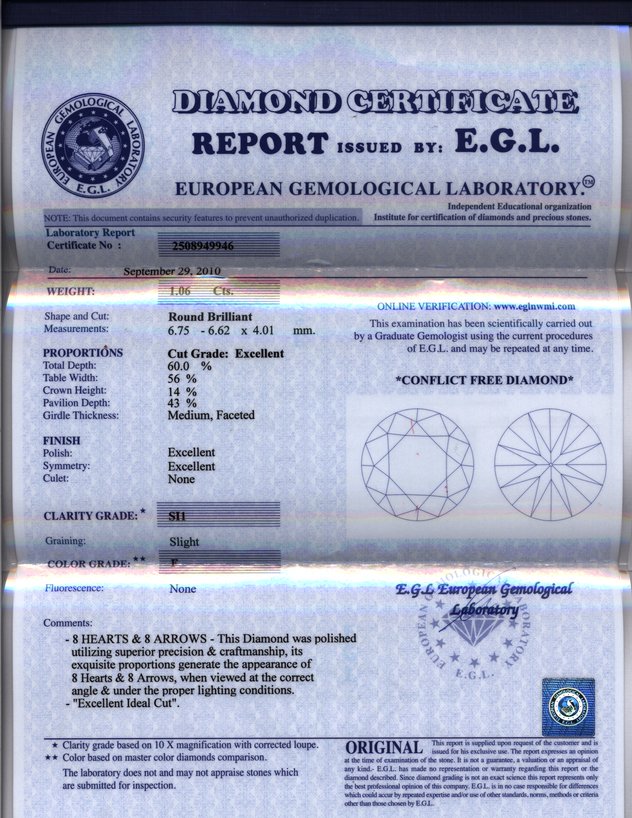 DIAMOND CERTIFICATE
REPORT ISSUED BY: E.G.L.
EUROPEAN GEMOLOGICAL LABORATORY
E.G.L.
EUROPEAN GEMOLOGICAL LABORATORY.™
Independent Educational organization
NOTE: This document contains security features to prevent unauthorized duplication.
Institute for certification of diamonds and precious stones.
Laboratory Report
Certificate No : 2508949946
Date: September 29, 2010
WEIGHT: 1.06 Cts.
Shape and Cut: Round Brilliant
Measurements: 6.75 - 6.62 x 4.01 mm.
PROPORTIONS Cut Grade: Excellent
Total Depth: 60.0 %
Table Width: 56 %
Crown Height: 14 %
Pavilion Depth: 43 %
Girdle Thickness: Medium, Faceted
FINISH
Polish: Excellent
Symmetry: Excellent
Culet: None
CLARITY GRADE: ★ SI1
Graining: Slight
COLOR GRADE: ★★ F
Fluorescence: None
ONLINE VERIFICATION: www.eglnwmi.com
This examination has been scientifically carried out
by a Graduate Gemologist using the current procedures
of E.G.L. and may be repeated at any time.
*CONFLICT FREE DIAMOND*
E.G.L European Gemological
Laboratory
EUROPEAN GEMOLOGICAL LABORATORY
E.G.L.
Comments:
- 8 HEARTS & 8 ARROWS - This Diamond was polished
utilizing superior precision & craftmanship, its
exquisite proportions generate the appearance of
8 Hearts & 8 Arrows, when viewed at the correct
angle & under the proper lighting conditions.
- "Excellent Ideal Cut".
★ Clarity grade based on 10 X magnification with corrected loupe.
★★ Color based on master color diamonds comparison.
The laboratory does not and may not appraise stones which
are submitted for inspection.
ORIGINAL This report is supplied upon request of the customer and is
issued for his exclusive use. The report expresses an opinion
at the time of examination of the stone. It is not a guarantee, a valuation or an appraisal of
any kind.- E.G.L. has made no representation or warranty regarding this report or the
diamond described. Since diamond grading is not an exact science this report represents only
the best professional opinion of this company. E.G.L. is in no case responsible for differences
which could accur by repeated expertise and/or use of other standards, norms, methods or criteria
other than those chosen by E.G.L.